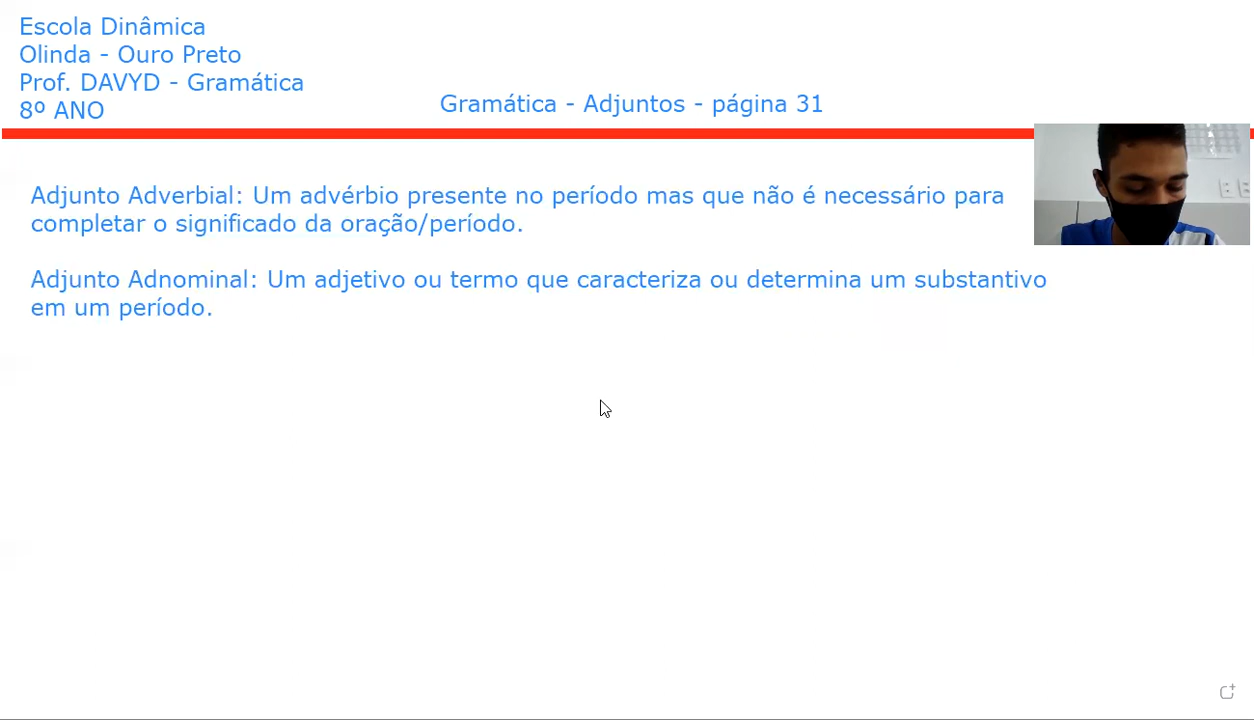 Escola Dinâmica
Olinda - Ouro Preto
Prof. DAVYD - Gramática
8º ANO
Gramática - Adjuntos - página 31
Adjunto Adverbial: Um advérbio presente no período mas que não é necessário para
completar o significado da oração/período.
Adjunto Adnominal: Um adjetivo ou termo que caracteriza ou determina um substantivo
em um período.